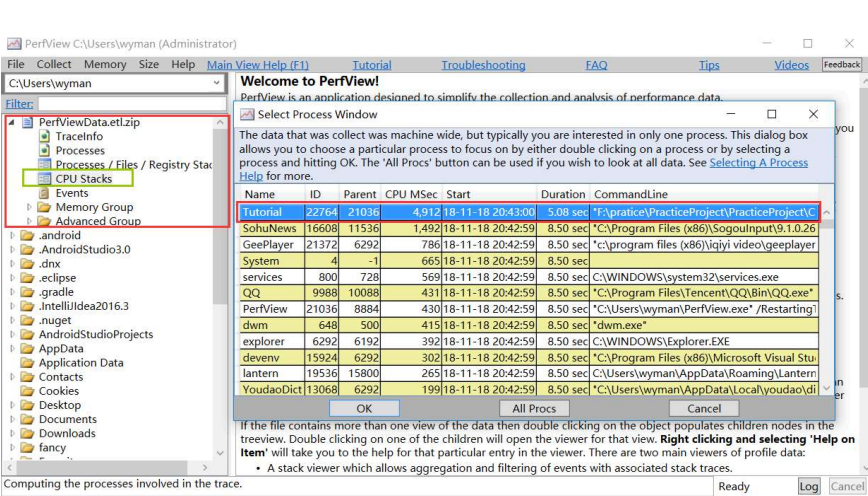 PerfView C:\Users\wyman (Administrator)
File Collect Memory Size Help Main View Help (F1) Tutorial Troubleshooting FAQ Tips Videos Feedback
C:\Users\wyman
Filter:
PerfViewData.etl.zip
TraceInfo
Processes
Processes / Files / Registry Stac
CPU Stacks
Events
Memory Group
Advanced Group
.android
.AndroidStudio3.0
.dnx
.eclipse
.gradle
.IntelliJIdea2016.3
.nuget
AndroidStudioProjects
AppData
Application Data
Contacts
Cookies
Desktop
Documents
Downloads
fancy
Welcome to PerfView!
PerfView is an application designed to simplify the collection and analysis of performance data.
you
s.
Select Process Window
The data that was collect was machine wide, but typically you are interested in only one process. This dialog box
allows you to choose a particular process to focus on by either double clicking on a process or by selecting a
process and hitting OK. The 'All Procs' button can be used if you wish to look at all data. See Selecting A Process
Help for more.
Name ID Parent CPU MSec Start Duration CommandLine
Tutorial 22764 21036 4,912 18-11-18 20:43:00 5.08 sec "F:\pratice\PracticeProject\PracticeProject\C
SohuNews 16608 11536 1,492 18-11-18 20:42:59 8.50 sec "C:\Program Files (x86)\SogouInput\9.1.0.26
GeePlayer 21372 6292 786 18-11-18 20:42:59 8.50 sec "c:\program files (x86)\iqiyi video\geeplayer
System 4 -1 665 18-11-18 20:42:59 8.50 sec
services 800 728 569 18-11-18 20:42:59 8.50 sec C:\WINDOWS\system32\services.exe
QQ 9988 10088 431 18-11-18 20:42:59 8.50 sec "C:\Program Files\Tencent\QQ\Bin\QQ.exe"
PerfView 21036 8884 430 18-11-18 20:42:59 8.50 sec "C:\Users\wyman\PerfView.exe" /RestartingT
dwm 648 500 415 18-11-18 20:42:59 8.50 sec "dwm.exe"
explorer 6292 6192 392 18-11-18 20:42:59 8.50 sec C:\WINDOWS\Explorer.EXE
devenv 15924 6292 302 18-11-18 20:42:59 8.50 sec "C:\Program Files (x86)\Microsoft Visual Stu
lantern 19536 15800 265 18-11-18 20:42:59 8.50 sec C:\Users\wyman\AppData\Roaming\Lantern
YoudaoDict 13068 6292 199 18-11-18 20:42:59 8.50 sec "C:\Users\wyman\AppData\Local\youdao\di
OK All Procs Cancel
If the file contains more than one view of the data then double clicking on the object populates children nodes in the
treeview. Double clicking on one of the children will open the viewer for that view. Right clicking and selecting 'Help on
Item' will take you to the help for that particular entry in the viewer. There are two main viewers of profile data:
• A stack viewer which allows aggregation and filtering of events with associated stack traces.
Computing the processes involved in the trace. Ready Log Cancel